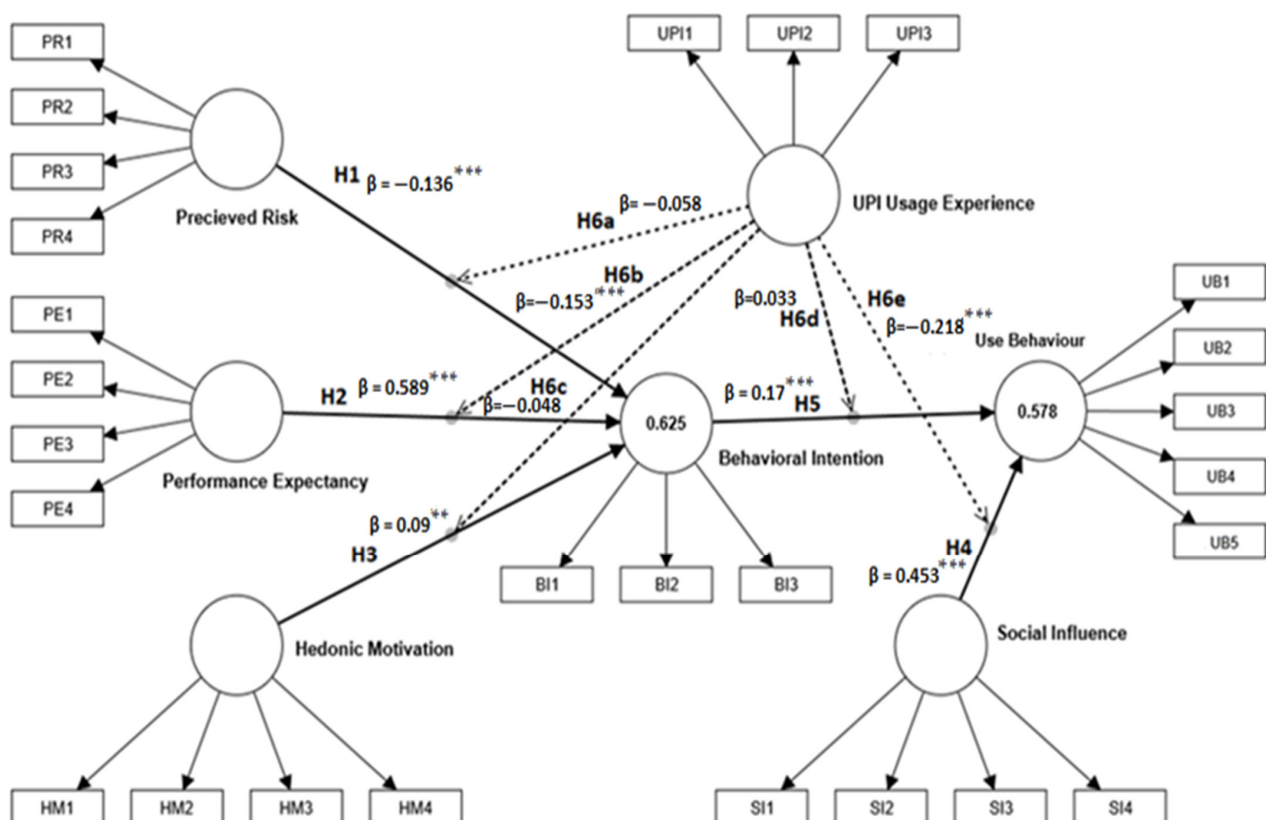 PR1
PR2
PR3
PR4
Precieved Risk
H1 β = −0.136***
UPI1
UPI2
UPI3
UPI Usage Experience
β= −0.058
H6a
H6b
β=−0.153***
β=0.033
H6d
H6e
β=−0.218***
Use Behaviour
0.578
UB1
UB2
UB3
UB4
UB5
PE1
PE2
PE3
PE4
Performance Expectancy
H2 β = 0.589***
H6c
β=−0.048
0.625
β = 0.17***
H5
Behavioral Intention
BI1
BI2
BI3
β = 0.09**
H3
Hedonic Motivation
HM1
HM2
HM3
HM4
H4
β = 0.453***
Social Influence
SI1
SI2
SI3
SI4